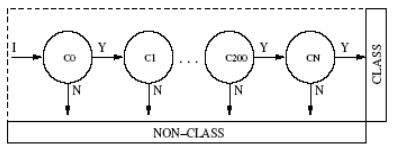 I C0 Y C1 . . . C200 Y CN Y
N N N N
CLASS
NON-CLASS